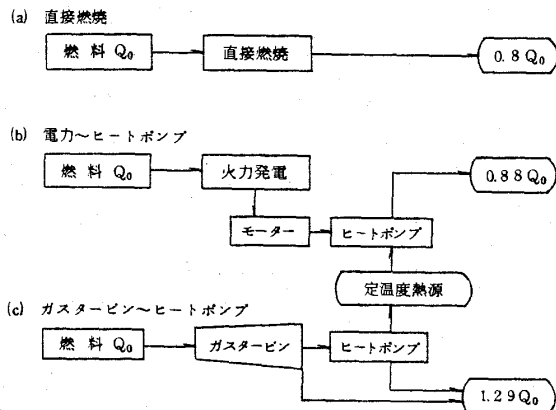 (a) 直接燃焼
燃料 Q₀
直接燃焼
0.8 Q₀
(b) 電力～ヒートポンプ
燃料 Q₀
火力発電
0.88 Q₀
モーター
ヒートポンプ
定温度熱源
(c) ガスタービン～ヒートポンプ
燃料 Q₀
ガスタービン
ヒートポンプ
1.29 Q₀